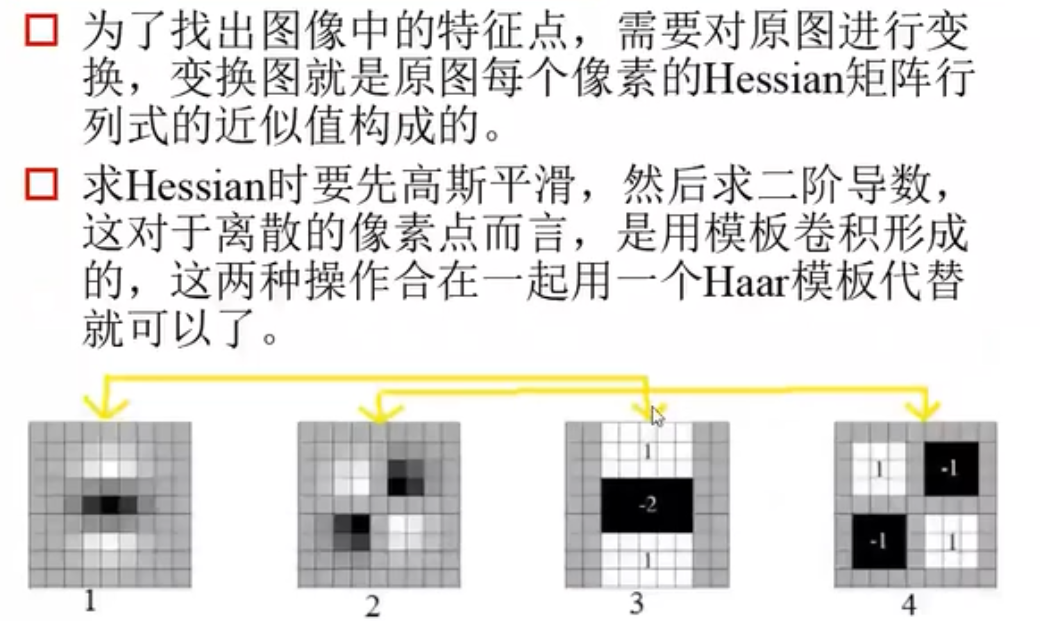 为了找出图像中的特征点，需要对原图进行变
换，变换图就是原图每个像素的Hessian矩阵行
列式的近似值构成的。
求Hessian时要先高斯平滑，然后求二阶导数，
这对于离散的像素点而言，是用模板卷积形成
的，这两种操作合在一起用一个Haar模板代替
就可以了。
1
-2
1
1
-1
-1
1
1
2
3
4